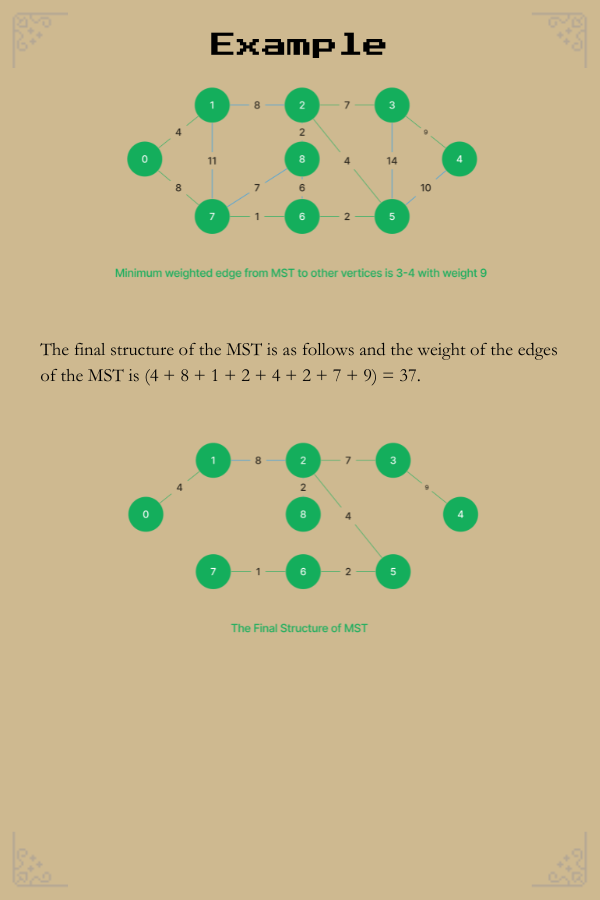 Example
1 8 2 7 3
4 2 9
0 11 8 4 14 4
8 7 6 10
7 1 6 2 5
Minimum weighted edge from MST to other vertices is 3-4 with weight 9
The final structure of the MST is as follows and the weight of the edges
of the MST is (4 + 8 + 1 + 2 + 4 + 2 + 7 + 9) = 37.
1 8 2 7 3
4 2 9
0 8 4 4
7 1 6 2 5
The Final Structure of MST